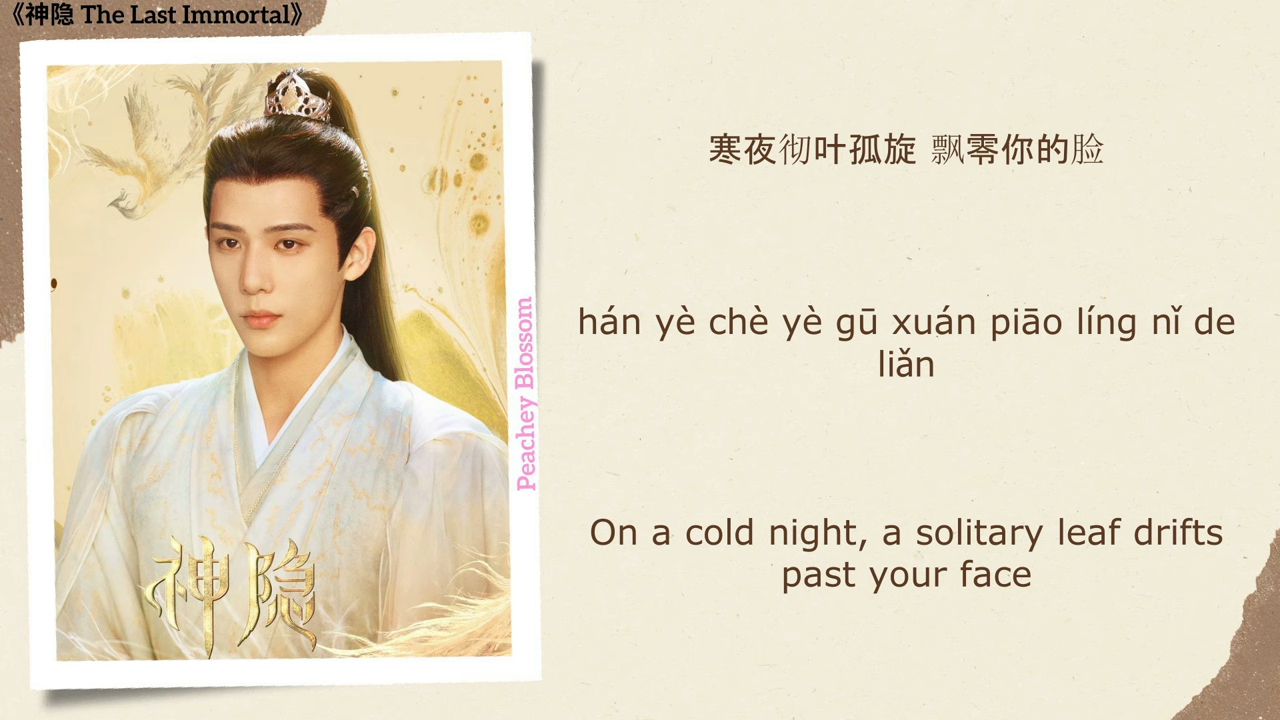 《神隐 The Last Immortal》
寒夜彻叶孤旋 飘零你的脸
hán yè chè yè gū xuán piāo líng nǐ de
liǎn
On a cold night, a solitary leaf drifts
past your face
Peachey Blossom
神隐